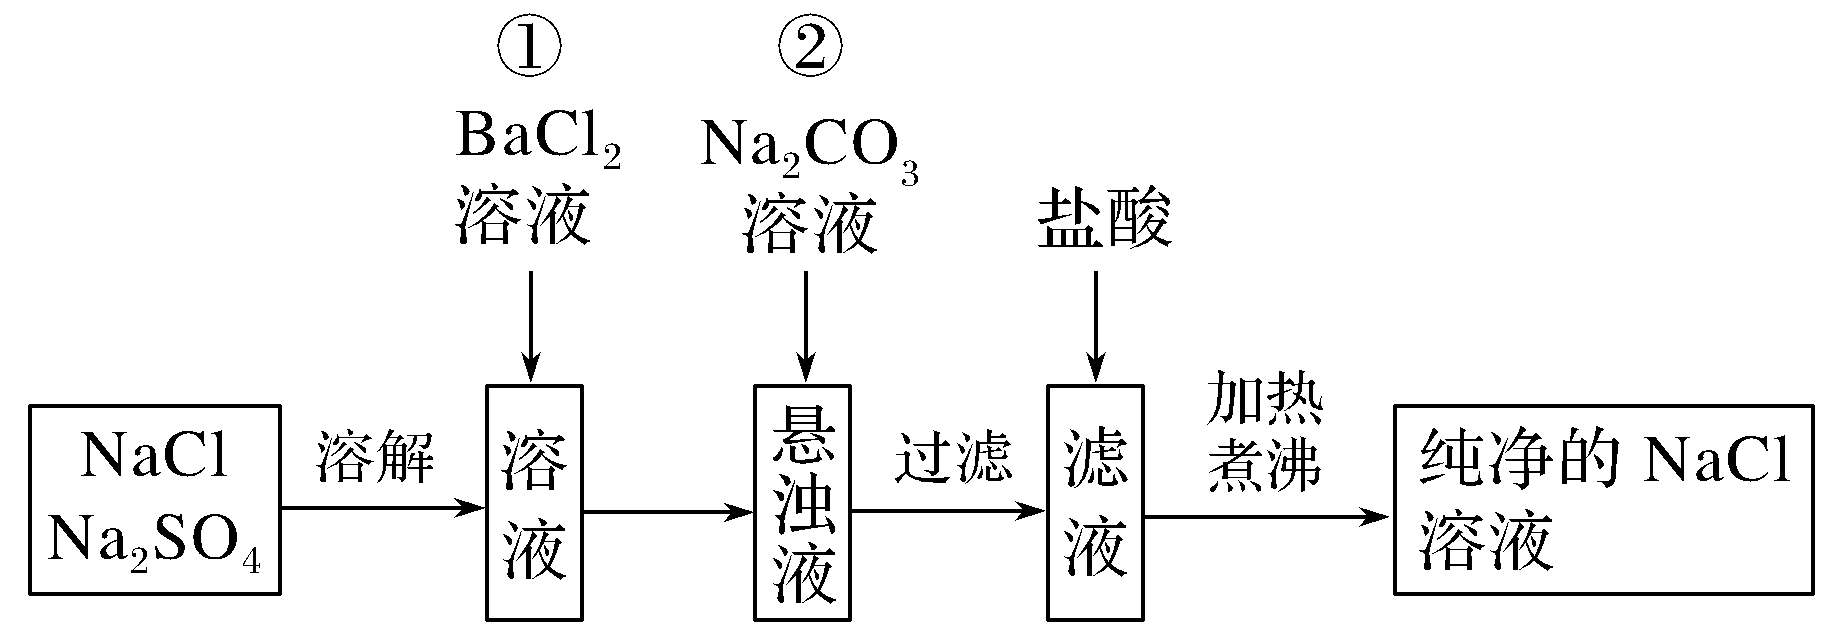 ①
BaCl₂
溶液
②
Na₂CO₃
溶液
盐酸
NaCl
Na₂SO₄
溶解
溶液
悬浊液
过滤
滤液
加热
煮沸
纯净的 NaCl
溶液